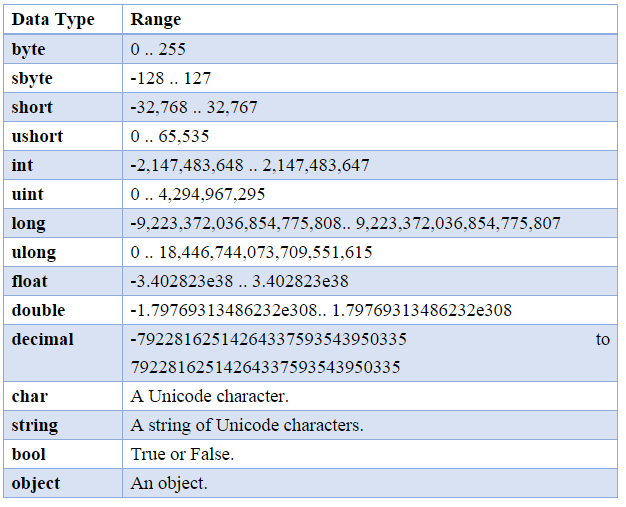 Data Type Range
byte 0 .. 255
sbyte -128 .. 127
short -32,768 .. 32,767
ushort 0 .. 65,535
int -2,147,483,648 .. 2,147,483,647
uint 0 .. 4,294,967,295
long -9,223,372,036,854,775,808.. 9,223,372,036,854,775,807
ulong 0 .. 18,446,744,073,709,551,615
float -3.402823e38 .. 3.402823e38
double -1.79769313486232e308.. 1.79769313486232e308
decimal -79228162514264337593543950335 to
79228162514264337593543950335
char A Unicode character.
string A string of Unicode characters.
bool True or False.
object An object.